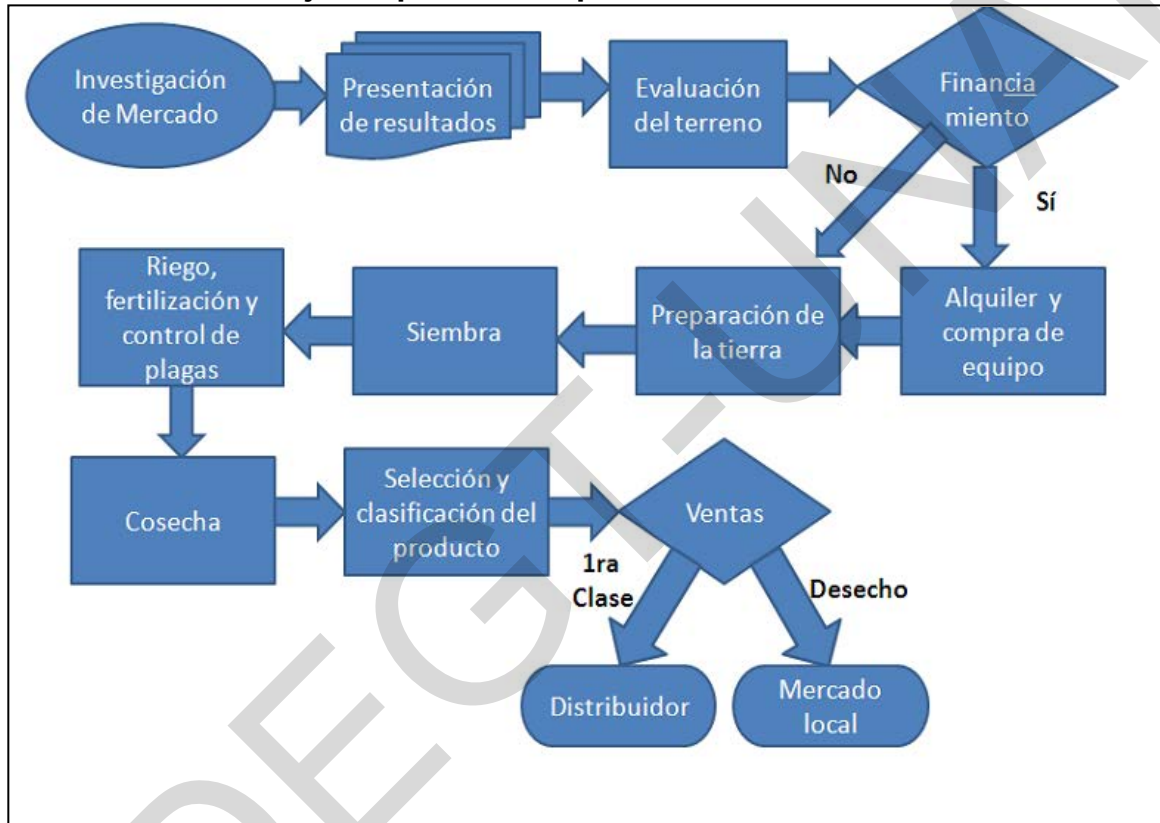 Investigación
de Mercado
Presentación
de resultados
Evaluación
del terreno
Financia
miento
No
Sí
Riego,
fertilización y
control de
plagas
Siembra
Preparación de
la tierra
Alquiler y
compra de
equipo
Cosecha
Selección y
clasificación del
producto
Ventas
1ra
Clase
Desecho
Distribuidor
Mercado
local